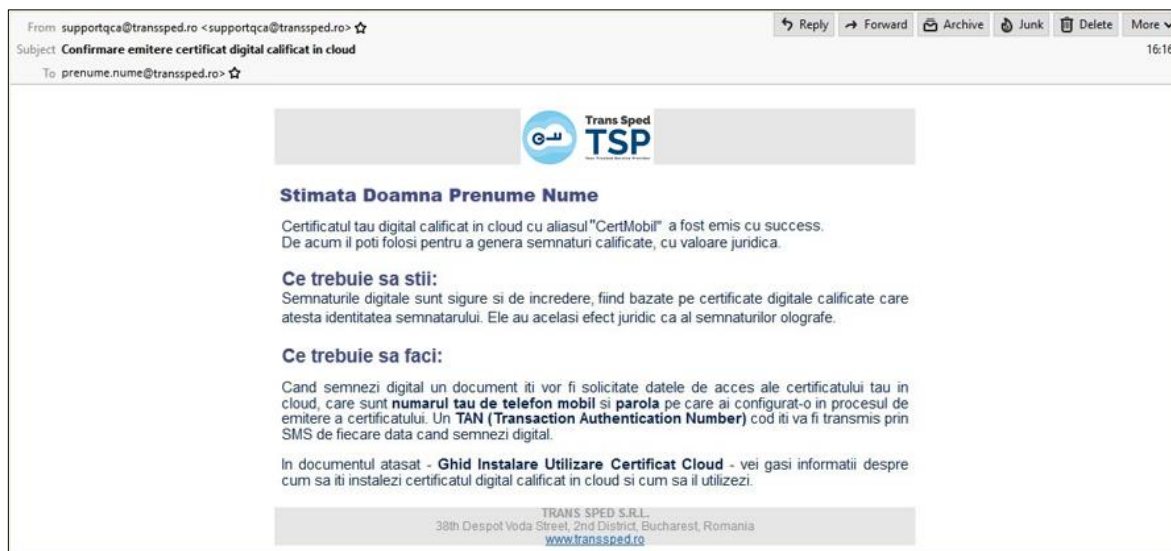 From supportqca@transsped.ro <supportqca@transsped.ro>
Reply Forward Archive Junk Delete More
Subject Confirmare emitere certificat digital calificat in cloud
16:16
To prenume.nume@transsped.ro>
Trans Sped
TSP
Stimata Doamna Prenume Nume
Certificatul tau digital calificat in cloud cu aliasul "CertMobil" a fost emis cu success.
De acum il poti folosi pentru a genera semnaturi calificate, cu valoare juridica.
Ce trebuie sa stii:
Semnaturile digitale sunt sigure si de incredere, fiind bazate pe certificate digitale calificate care
atesta identitatea semnatarului. Ele au acelasi efect juridic ca al semnaturilor olografe.
Ce trebuie sa faci:
Cand semnezi digital un document iti vor fi solicitate datele de acces ale certificatului tau in
cloud, care sunt numarul tau de telefon mobil si parola pe care ai configurat-o in procesul de
emitere a certificatului. Un TAN (Transaction Authentication Number) cod iti va fi transmis prin
SMS de fiecare data cand semnezi digital.
In documentul atasat - Ghid Instalare Utilizare Certificat Cloud - vei gasi informatii despre
cum sa iti instalezi certificatul digital calificat in cloud si cum sa il utilizezi.
TRANS SPED S.R.L.
38th Despot Voda Street, 2nd District, Bucharest, Romania
www.transsped.ro